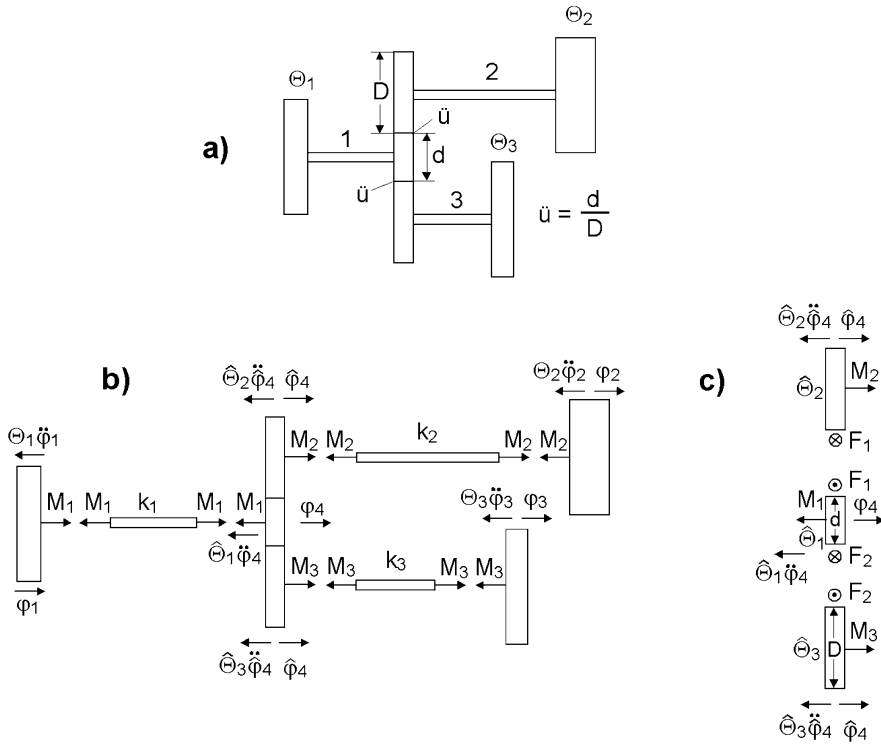 a)
Θ₁
Θ₂
Θ₃
1
2
3
D
d
ü
ü
ü = d/D
b)
Θ₁φ̈₁
M₁
M₁
k₁
M₁
M₁
φ₁
Θ̂₂φ̂̈₄ φ̂₄
M₂
M₂
k₂
M₂
M₂
Θ₂φ̈₂ φ₂
φ₄
Θ̂₁φ̈₄
M₃
M₃
k₃
M₃
M₃
Θ₃φ̈₃ φ₃
Θ̂₃φ̂̈₄ φ̂₄
c)
Θ̂₂φ̂̈₄ φ̂₄
M₂
Θ̂₂
F₁
F₁
M₁
d
φ₄
Θ̂₁
Θ̂₁φ̈₄
F₂
F₂
M₃
Θ̂₃
D
Θ̂₃φ̂̈₄ φ̂₄